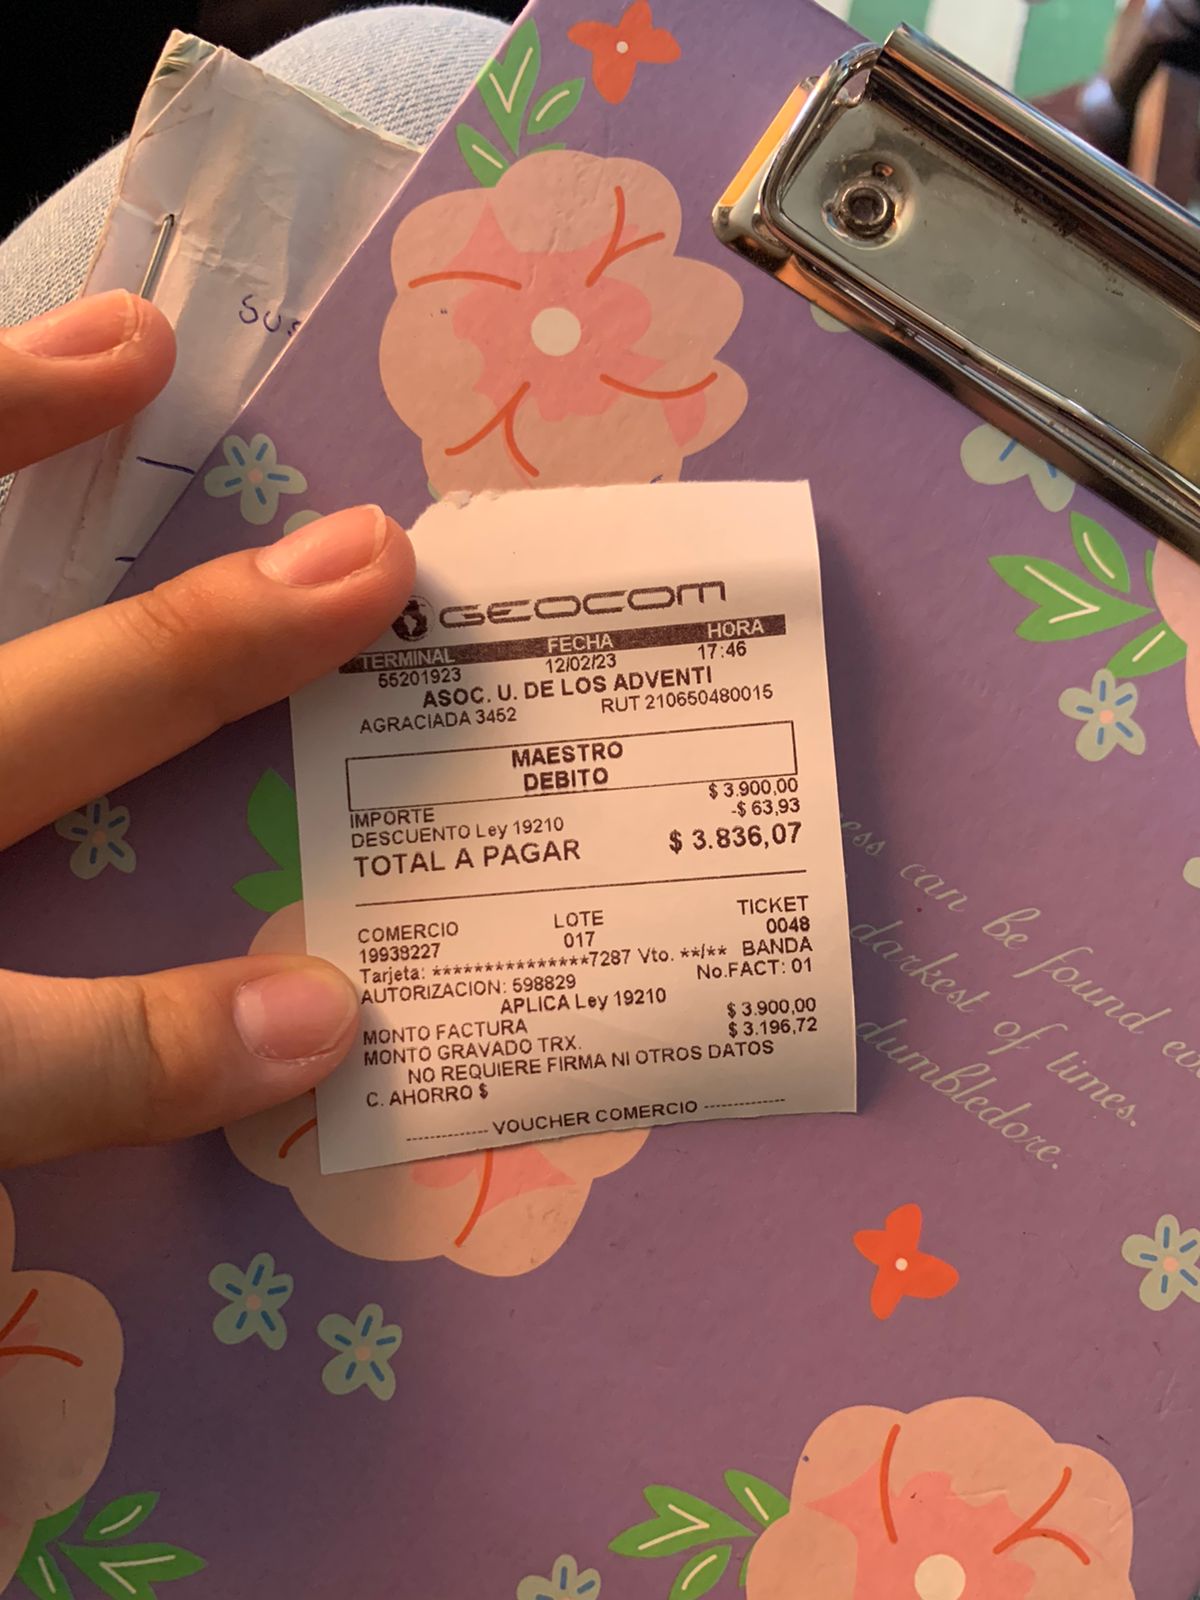 sus
GEOCOM
TERMINAL FECHA HORA
55201923 12/02/23 17:46
ASOC. U. DE LOS ADVENTI
AGRACIADA 3452 RUT 210650480015
MAESTRO
DEBITO
IMPORTE $ 3.900,00
DESCUENTO Ley 19210 -$ 63,93
TOTAL A PAGAR $ 3.836,07
COMERCIO LOTE TICKET
19938227 017 0048
Tarjeta: ***************7287 Vto. **/** BANDA
AUTORIZACION: 598829 No.FACT: 01
APLICA Ley 19210
MONTO FACTURA $ 3.900,00
MONTO GRAVADO TRX. $ 3.196,72
NO REQUIERE FIRMA NI OTROS DATOS
C. AHORRO $
------------ VOUCHER COMERCIO ------------
can be found
darkest of times.
dumbledore.